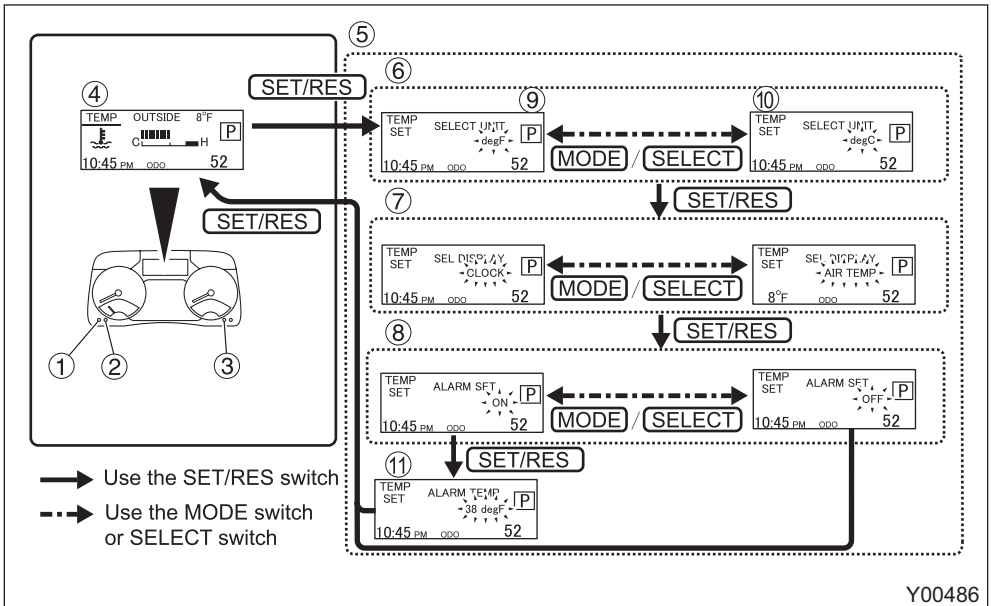 ⑤
SET/RES
⑥
④
TEMP OUTSIDE 8°F
C H P
10:45 PM ODO 52
⑨
TEMP
SET
SELECT UNIT
degF P
10:45 PM ODO 52
MODE / SELECT
⑩
TEMP
SET
SELECT UNIT
degC P
10:45 PM ODO 52
SET/RES
SET/RES
⑦
TEMP
SET
SEL DISPLAY
CLOCK P
10:45 PM ODO 52
MODE / SELECT
TEMP
SET
SEL DISPLAY
AIR TEMP P
8°F ODO 52
① ② ③
SET/RES
⑧
TEMP
SET
ALARM SET
ON P
10:45 PM ODO 52
MODE / SELECT
TEMP
SET
ALARM SET
OFF P
10:45 PM ODO 52
SET/RES
⑪
TEMP
SET
ALARM TEMP
38 degF P
10:45 PM ODO 52
Use the SET/RES switch
Use the MODE switch
or SELECT switch
Y00486